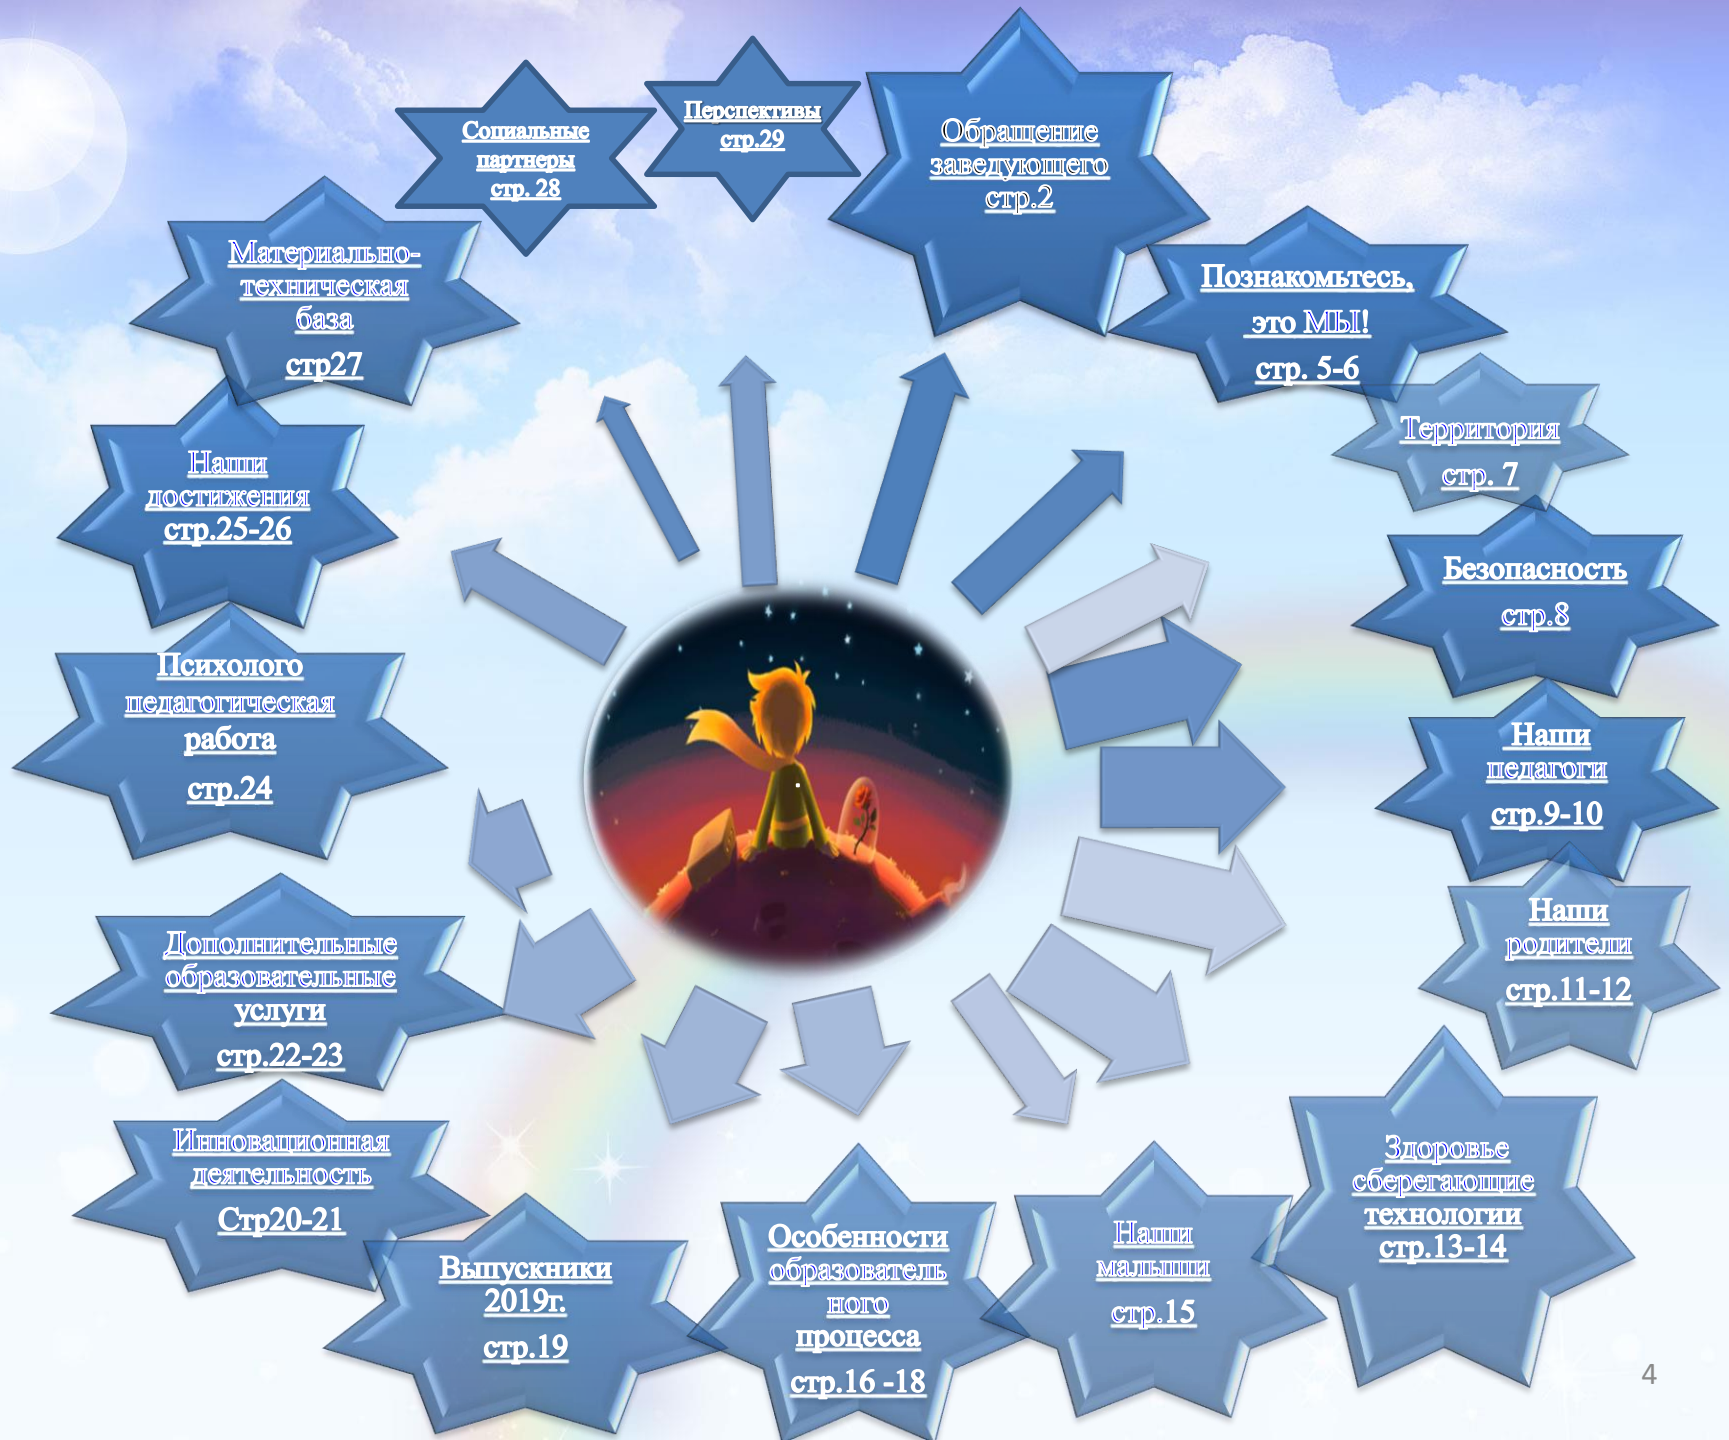 Обращение
заведующего
стр.2
Познакомьтесь,
это МЫ!
стр. 5-6
Территория
стр. 7
Безопасность
стр.8
Наши
педагоги
стр.9-10
Наши
родители
стр.11-12
Здоровье
сберегающие
технологии
стр.13-14
Наши
малыши
стр.15
Особенности
образователь
ного
процесса
стр.16 -18
Выпускники
2019г.
стр.19
Инновационная
деятельность
Стр20-21
Дополнительные
образовательные
услуги
стр.22-23
Психолого
педагогическая
работа
стр.24
Наши
достижения
стр.25-26
Материально-
техническая
база
стр27
Социальные
партнеры
стр. 28
Перспективы
стр.29
4